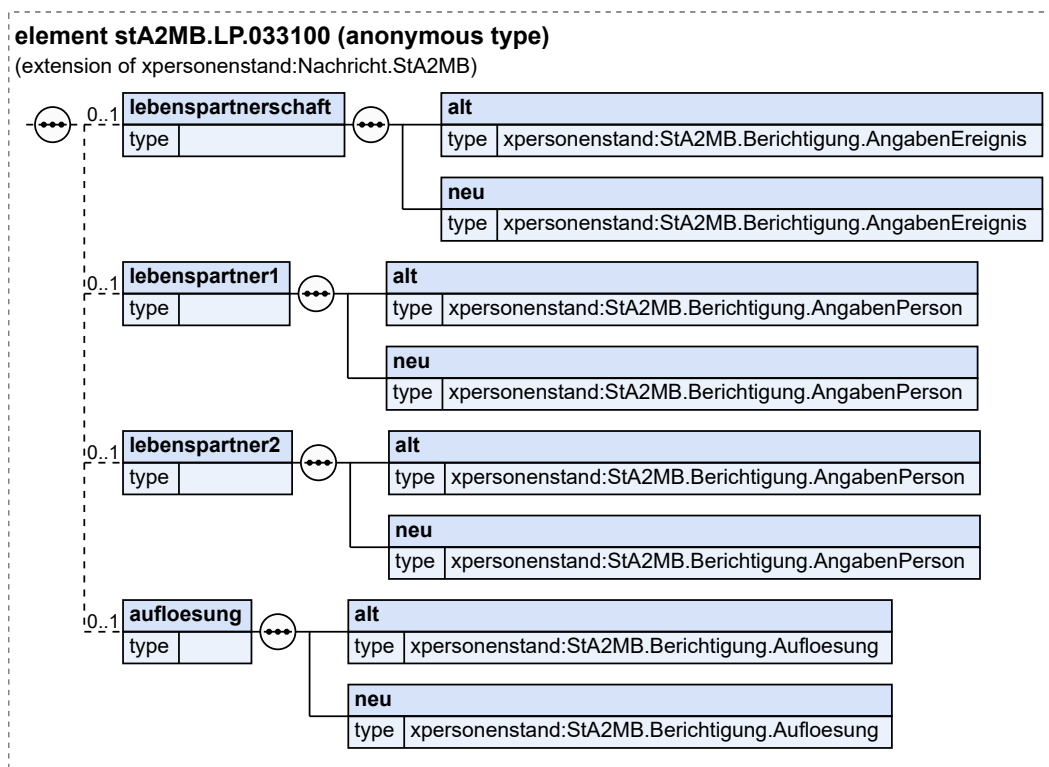 element stA2MB.LP.033100 (anonymous type)
(extension of xpersonenstand:Nachricht.StA2MB)
0..1 lebenspartnerschaft
type
alt
type xpersonenstand:StA2MB.Berichtigung.AngabenEreignis
neu
type xpersonenstand:StA2MB.Berichtigung.AngabenEreignis
0..1 lebenspartner1
type
alt
type xpersonenstand:StA2MB.Berichtigung.AngabenPerson
neu
type xpersonenstand:StA2MB.Berichtigung.AngabenPerson
0..1 lebenspartner2
type
alt
type xpersonenstand:StA2MB.Berichtigung.AngabenPerson
neu
type xpersonenstand:StA2MB.Berichtigung.AngabenPerson
0..1 aufloesung
type
alt
type xpersonenstand:StA2MB.Berichtigung.Aufloesung
neu
type xpersonenstand:StA2MB.Berichtigung.Aufloesung